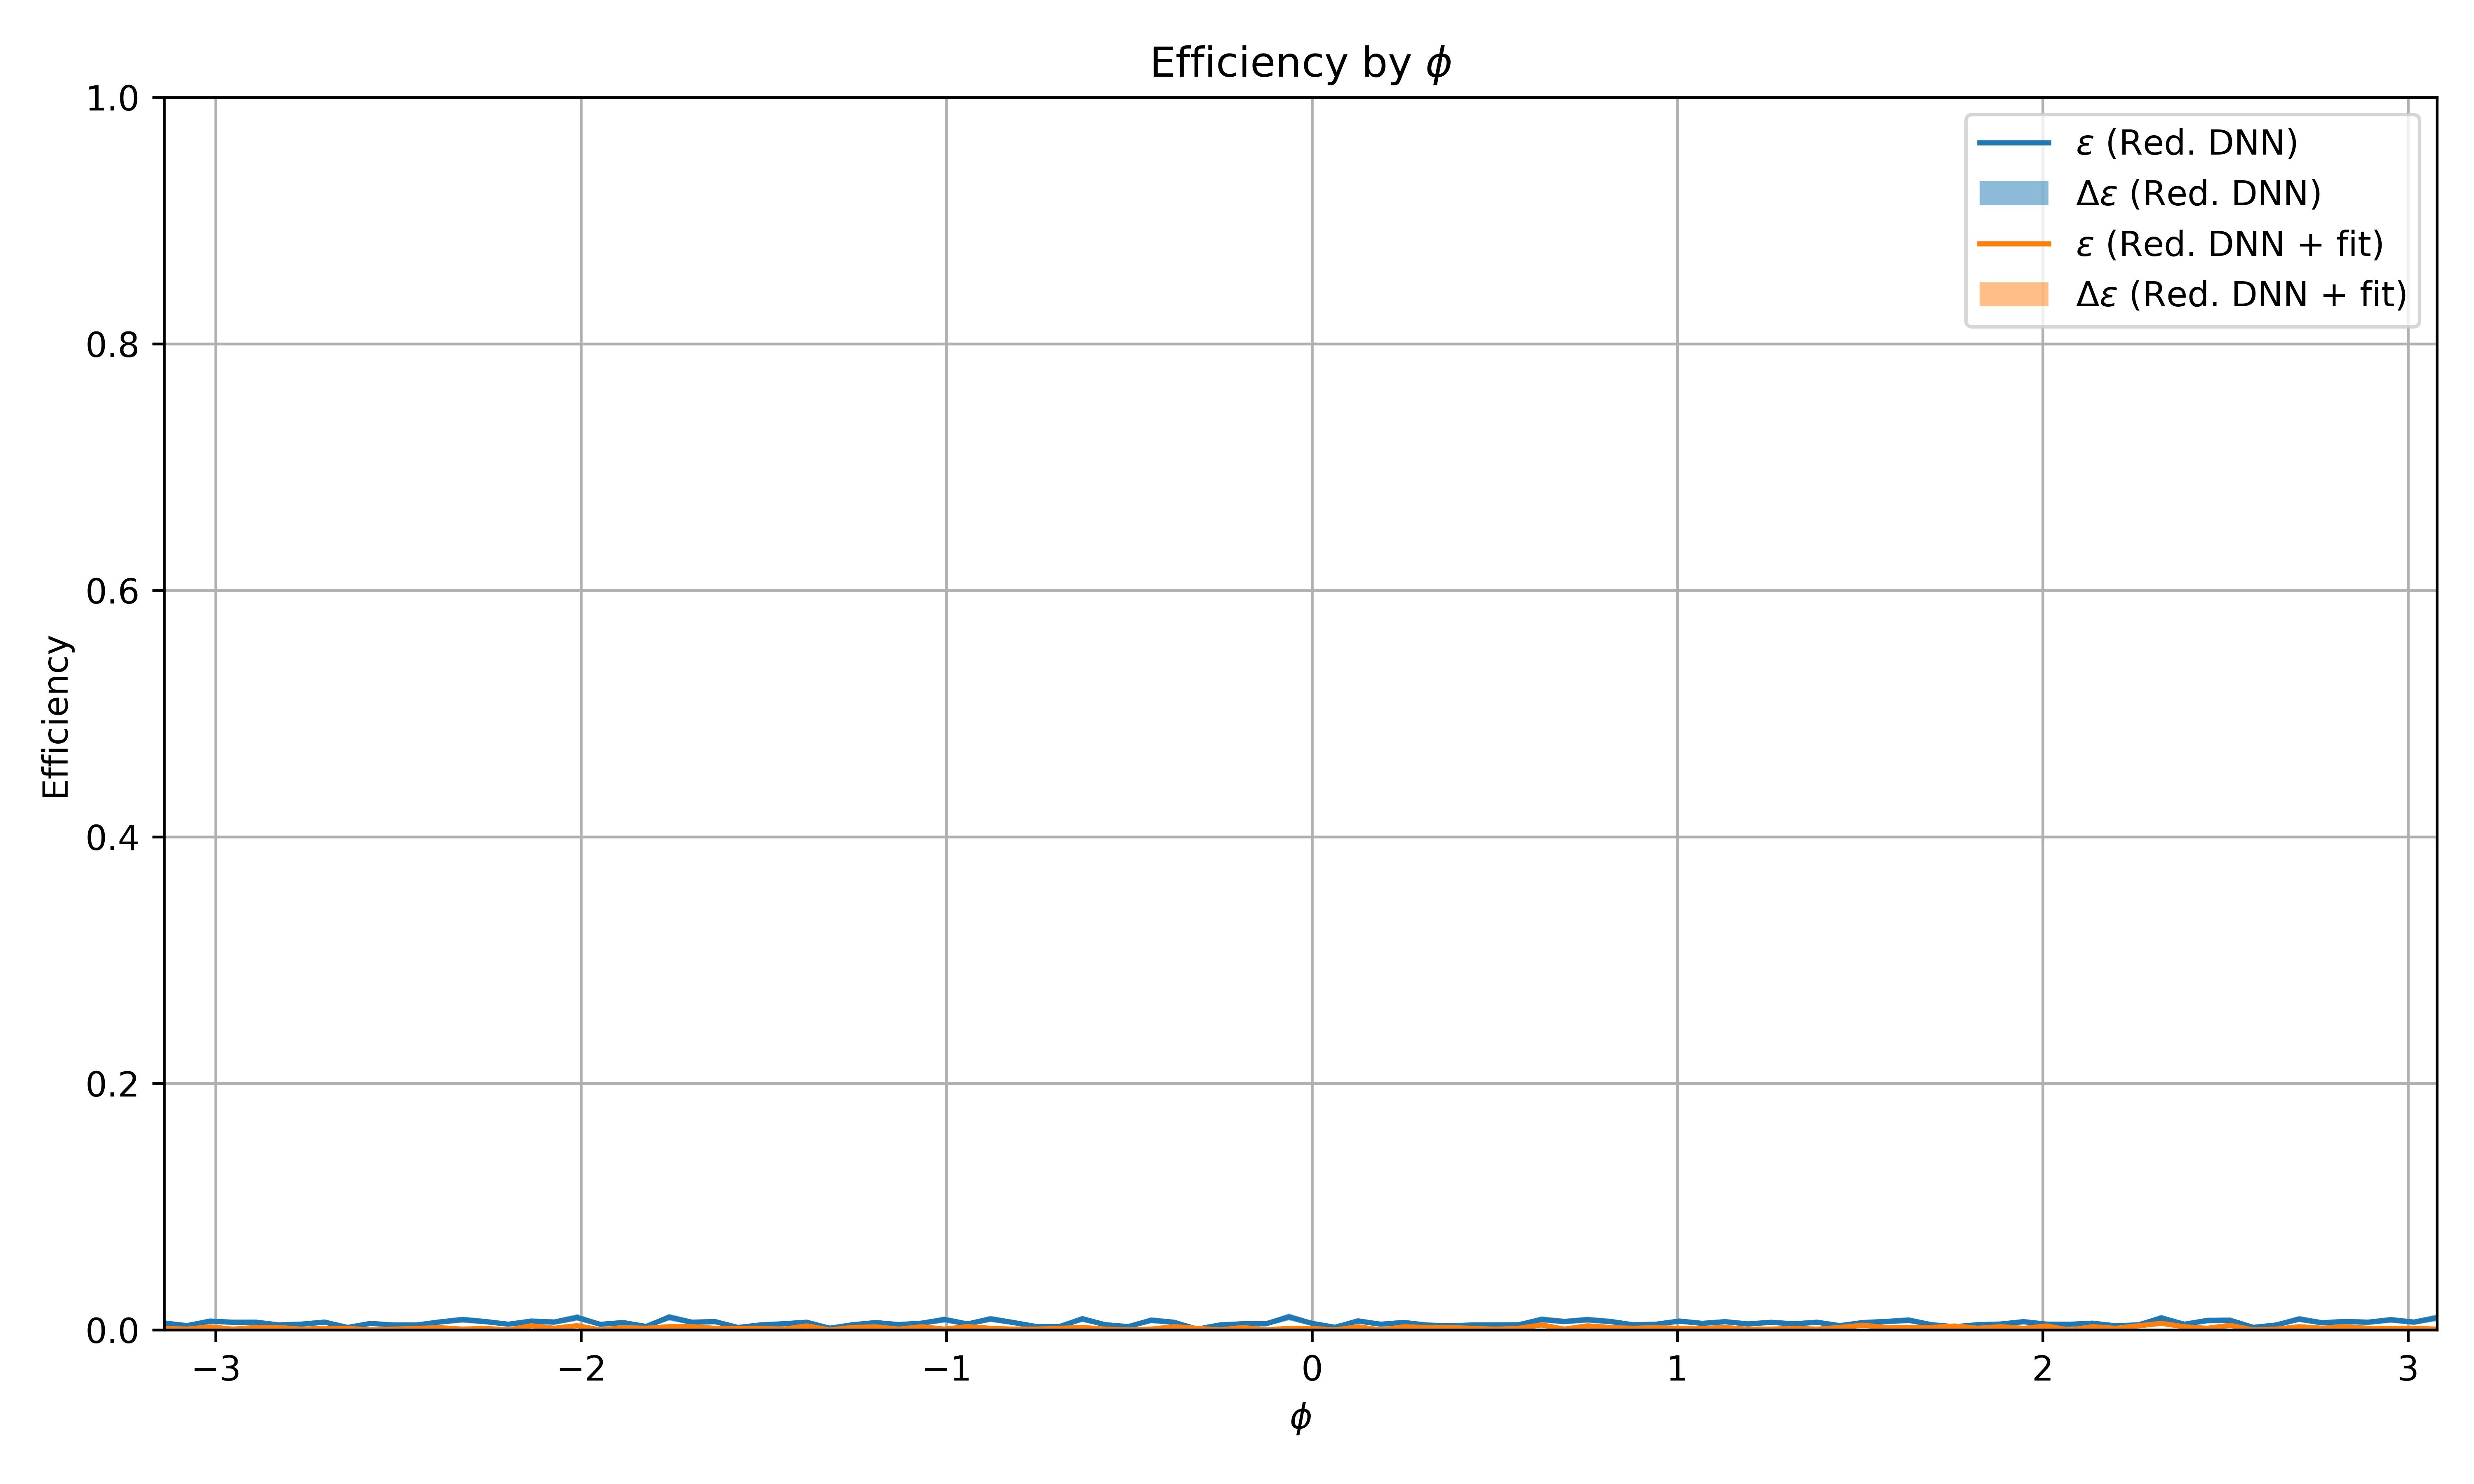 Efficiency by ϕ
1.0
0.8
0.6
0.4
0.2
0.0
Efficiency
ε (Red. DNN)
Δε (Red. DNN)
ε (Red. DNN + fit)
Δε (Red. DNN + fit)
−3 −2 −1 0 1 2 3
ϕ